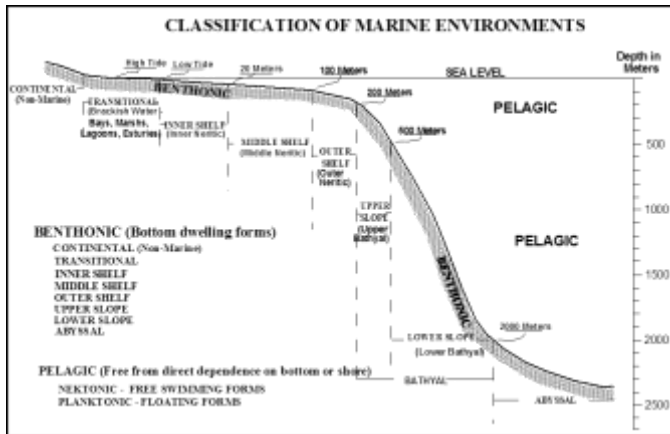 CLASSIFICATION OF MARINE ENVIRONMENTS
High Tide
Low Tide
20 Meters
100 Meters
SEA LEVEL
Depth in
Meters
CONTINENTAL
(Non-Marine)
BENTHONIC
200 Meters
PELAGIC
TRANSITIONAL
(Brackish Water)
Bays, Marshs,
Lagoons, Esturies
INNER SHELF
(Inner Neritic)
500 Meters
MIDDLE SHELF
(Middle Neritic)
OUTER
SHELF
(Outer
Neritic)
500
UPPER
SLOPE
(Upper
Bathyal)
1000
PELAGIC
BENTHONIC (Bottom dwelling forms)
CONTINENTAL (Non-Marine)
TRANSITIONAL
INNER SHELF
MIDDLE SHELF
OUTER SHELF
UPPER SLOPE
LOWER SLOPE
ABYSSAL
1500
BENTHONIC
2000 Meters
2000
LOWER SLOPE
(Lower Bathyal)
BATHYAL
ABYSSAL
2500
PELAGIC (Free from direct dependence on bottom or shore)
NEKTONIC - FREE SWIMMING FORMS
PLANKTONIC - FLOATING FORMS